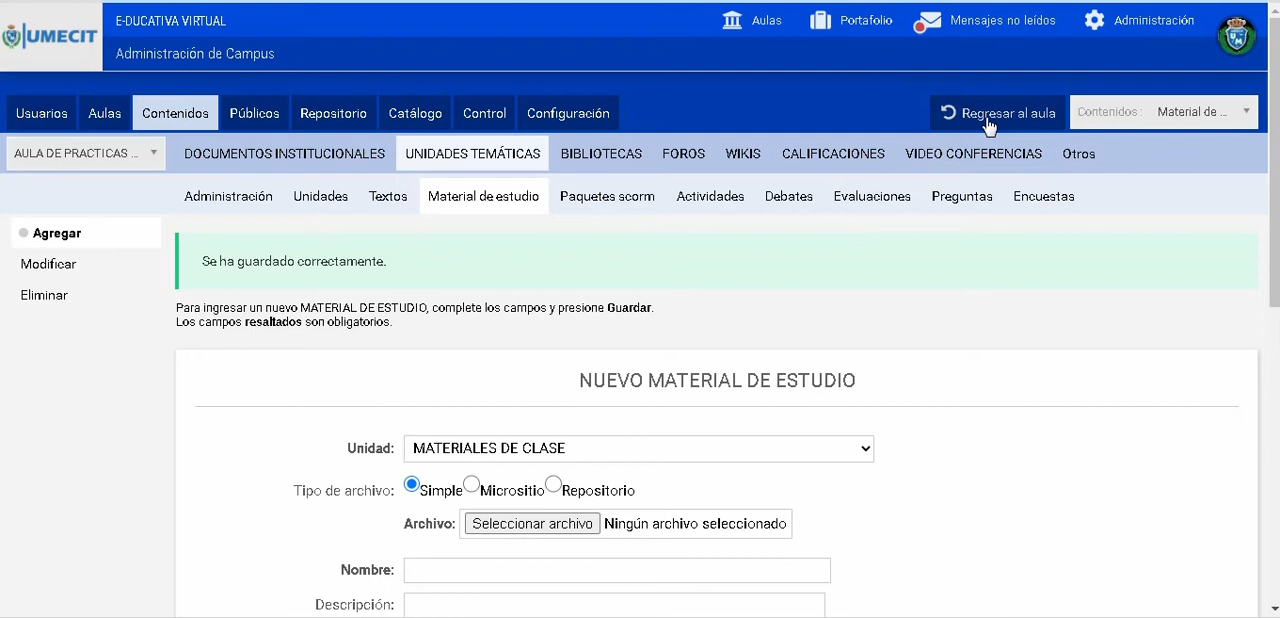 UMECIT
E-DUCATIVA VIRTUAL
Administración de Campus
Aulas
Portafolio
Mensajes no leídos
Administración
Usuarios
Aulas
Contenidos
Públicos
Repositorio
Catálogo
Control
Configuración
Regresar al aula
Contenidos :
Material de ...
AULA DE PRACTICAS ...
DOCUMENTOS INSTITUCIONALES
UNIDADES TEMÁTICAS
BIBLIOTECAS
FOROS
WIKIS
CALIFICACIONES
VIDEO CONFERENCIAS
Otros
Administración
Unidades
Textos
Material de estudio
Paquetes scorm
Actividades
Debates
Evaluaciones
Preguntas
Encuestas
Agregar
Modificar
Eliminar
Se ha guardado correctamente.
Para ingresar un nuevo MATERIAL DE ESTUDIO, complete los campos y presione Guardar.
Los campos resaltados son obligatorios.
NUEVO MATERIAL DE ESTUDIO
Unidad: MATERIALES DE CLASE
Tipo de archivo: Simple Micrositio Repositorio
Archivo: Seleccionar archivo Ningún archivo seleccionado
Nombre:
Descripción: